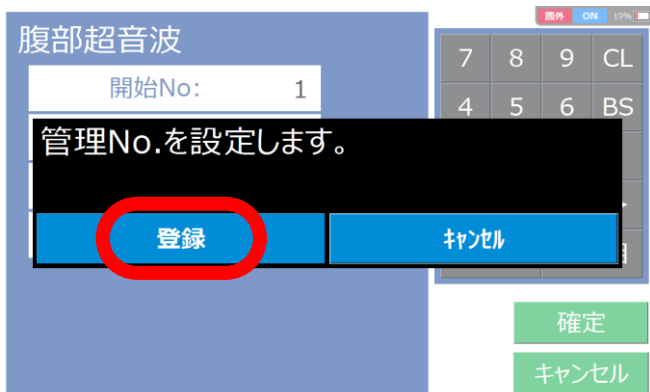 圏外 ON 19%
腹部超音波
開始No: 1
7 8 9 CL
4 5 6 BS
管理No.を設定します。
登録 ｷｬﾝｾﾙ
確定
キャンセル